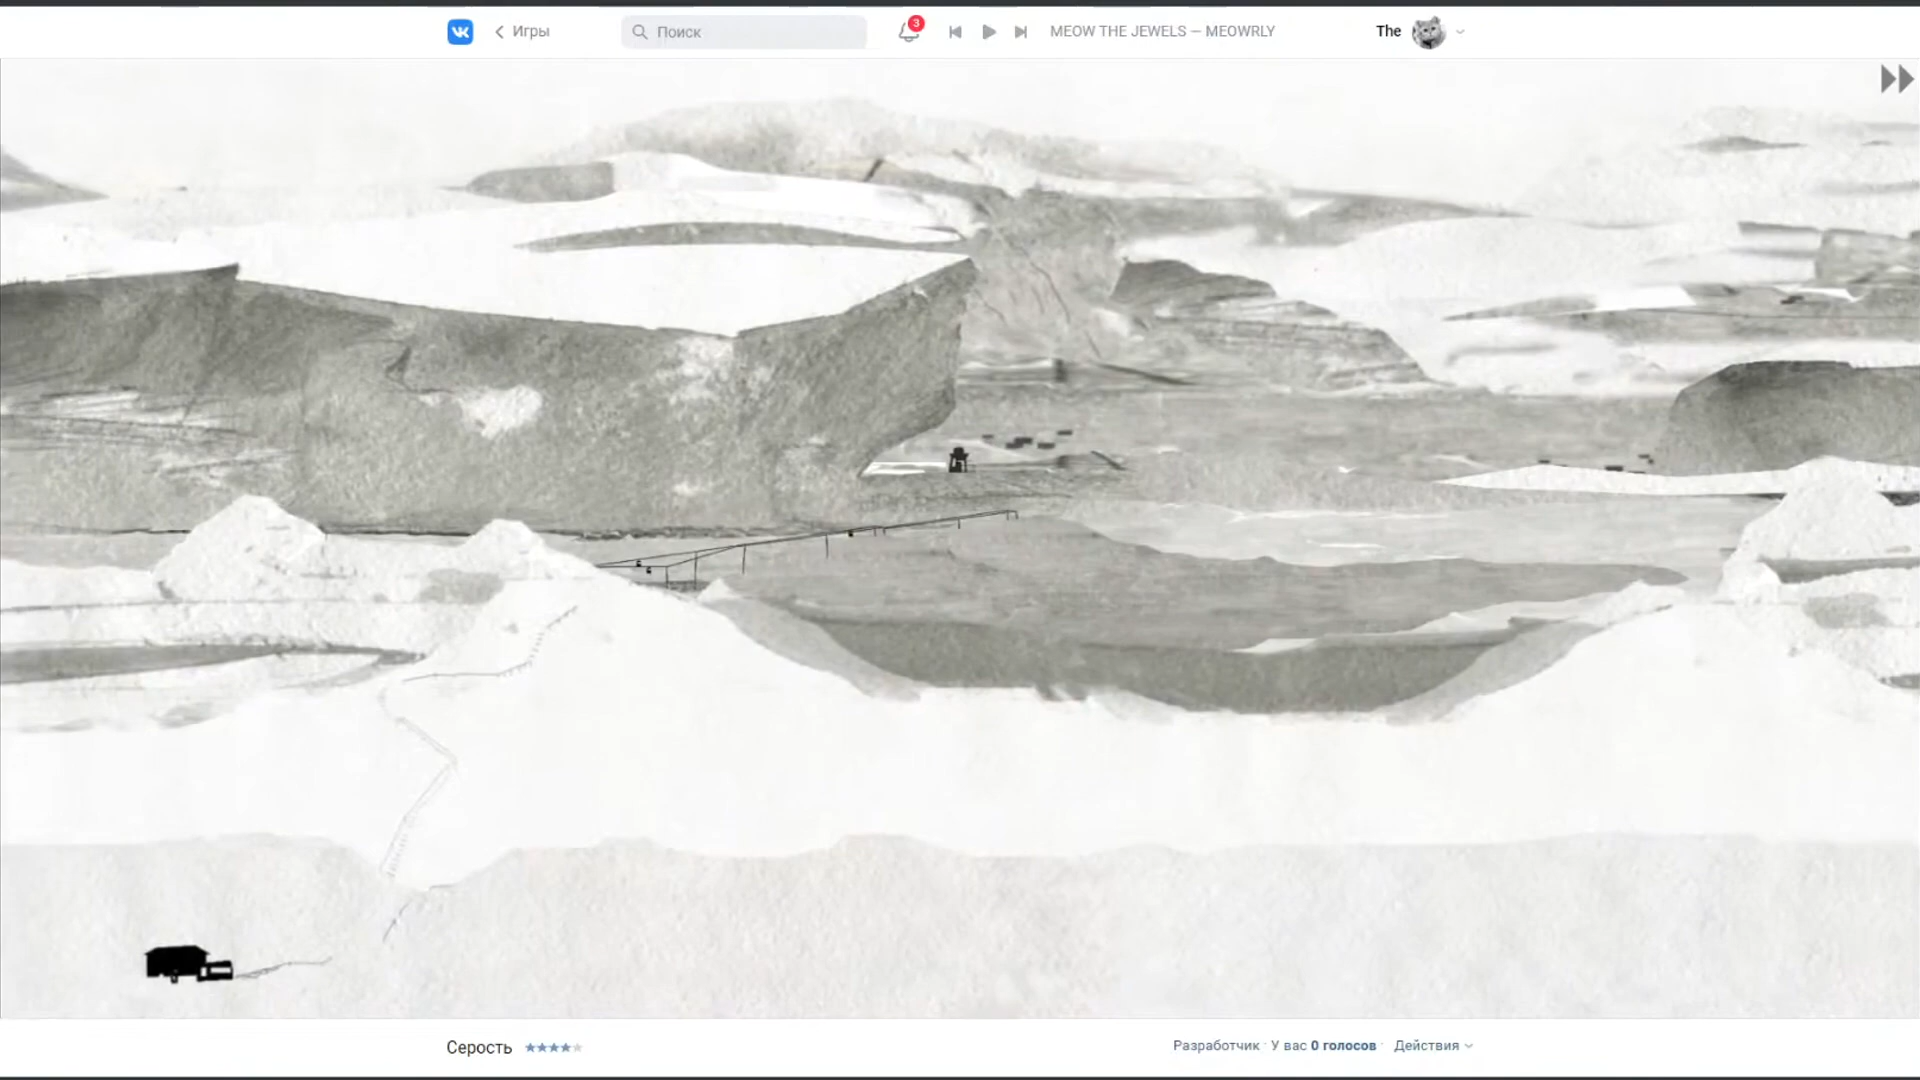 Игры
Поиск
3
MEOW THE JEWELS – MEOWRLY
The
Серость
Разработчик · У вас 0 голосов · Действия